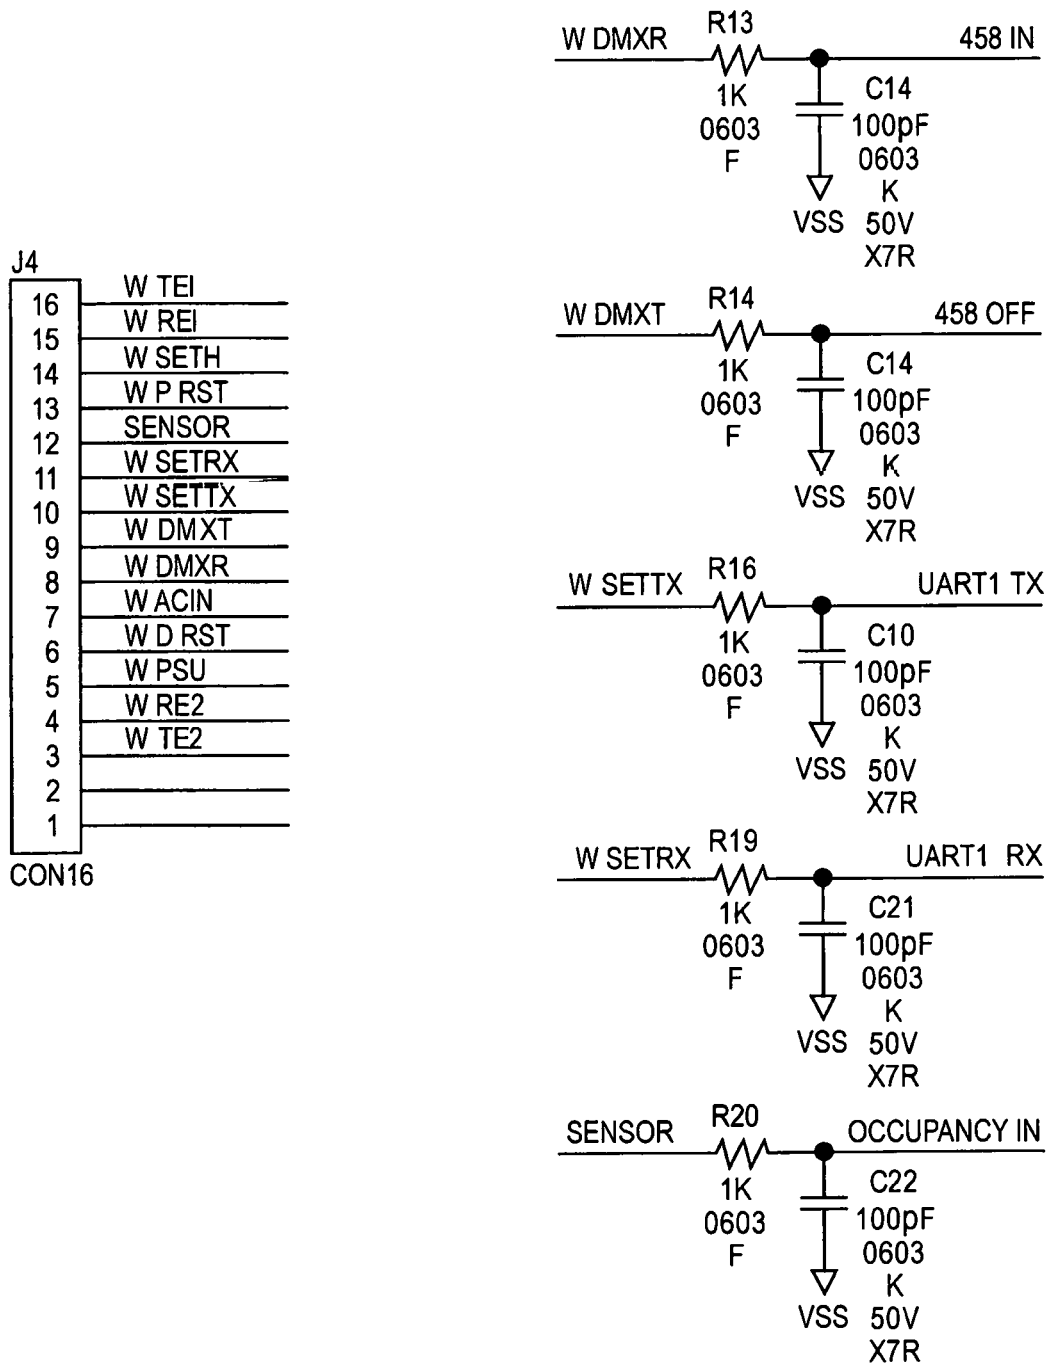 J4
16 W TEI
15 W REI
14 W SETH
13 W P RST
12 SENSOR
11 W SETRX
10 W SETTX
9 W DMXT
8 W DMXR
7 W ACIN
6 W D RST
5 W PSU
4 W RE2
3 W TE2
2
1
CON16
W DMXR R13 458 IN
1K
0603
F
C14
100pF
0603
K
VSS 50V
X7R
W DMXT R14 458 OFF
1K
0603
F
C14
100pF
0603
K
VSS 50V
X7R
W SETTX R16 UART1 TX
1K
0603
F
C10
100pF
0603
K
VSS 50V
X7R
W SETRX R19 UART1 RX
1K
0603
F
C21
100pF
0603
K
VSS 50V
X7R
SENSOR R20 OCCUPANCY IN
1K
0603
F
C22
100pF
0603
K
VSS 50V
X7R